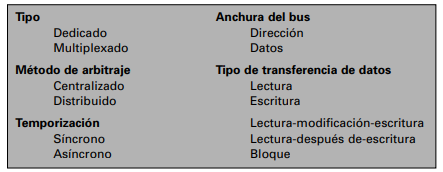 Tipo
Dedicado
Multiplexado
Método de arbitraje
Centralizado
Distribuido
Temporización
Síncrono
Asíncrono
Anchura del bus
Dirección
Datos
Tipo de transferencia de datos
Lectura
Escritura
Lectura-modificación-escritura
Lectura-después de-escritura
Bloque